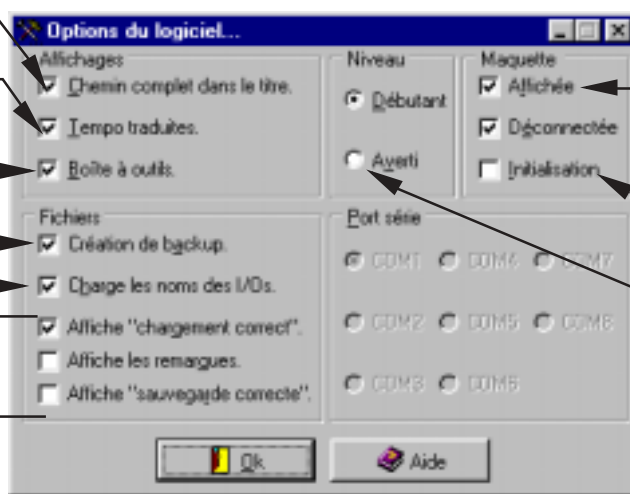 Options du logiciel...
Affichages
Chemin complet dans le titre.
Tempo traduites.
Boîte à outils.
Niveau
Débutant
Averti
Maquette
Affichée
Déconnectée
Initialisation
Fichiers
Création de backup.
Charge les noms des I/Os.
Affiche "chargement correct".
Affiche les remargues.
Affiche "sauvegarde correcte".
Port série
COM1 COM4 COM7
COM2 COM5 COM8
COM3 COM6
Ok Aide